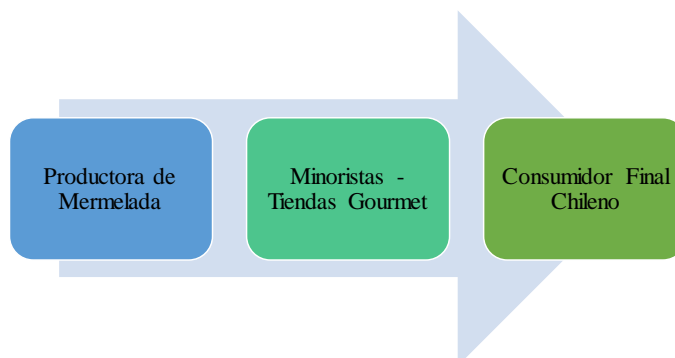 Productora de
Mermelada
Minoristas -
Tiendas Gourmet
Consumidor Final
Chileno